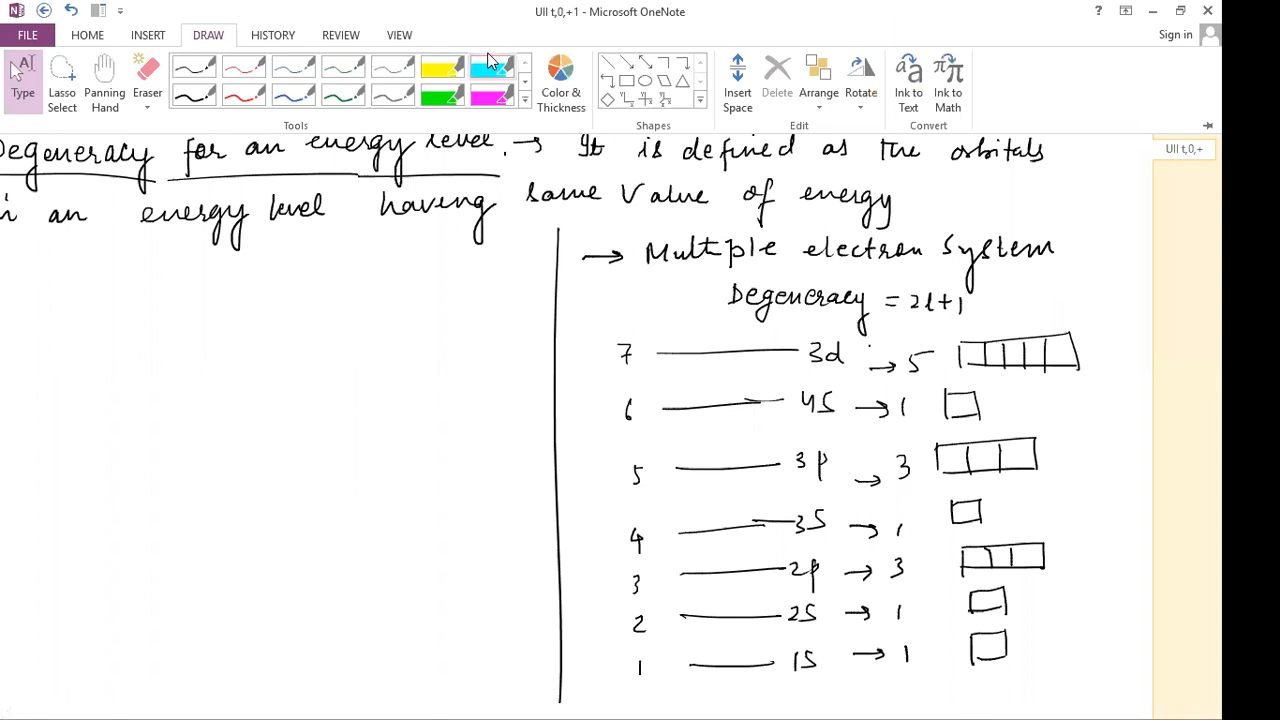 UII t,0,+1 - Microsoft OneNote
?
FILE HOME INSERT DRAW HISTORY REVIEW VIEW
Sign in
Type Lasso Select Panning Hand Eraser
Color & Thickness
Insert Space Delete Arrange Rotate
Ink to Text Ink to Math
Tools Shapes Edit Convert
UII t,0,+
Degeneracy for an energy level. → It is defined as the orbitals
in an energy level having same value of energy
→ Multiple electron System
Degeneracy = 2l+1
7 3d → 5
6 4S → 1
5 3p → 3
4 3S → 1
3 2p → 3
2 2S → 1
1 1S → 1